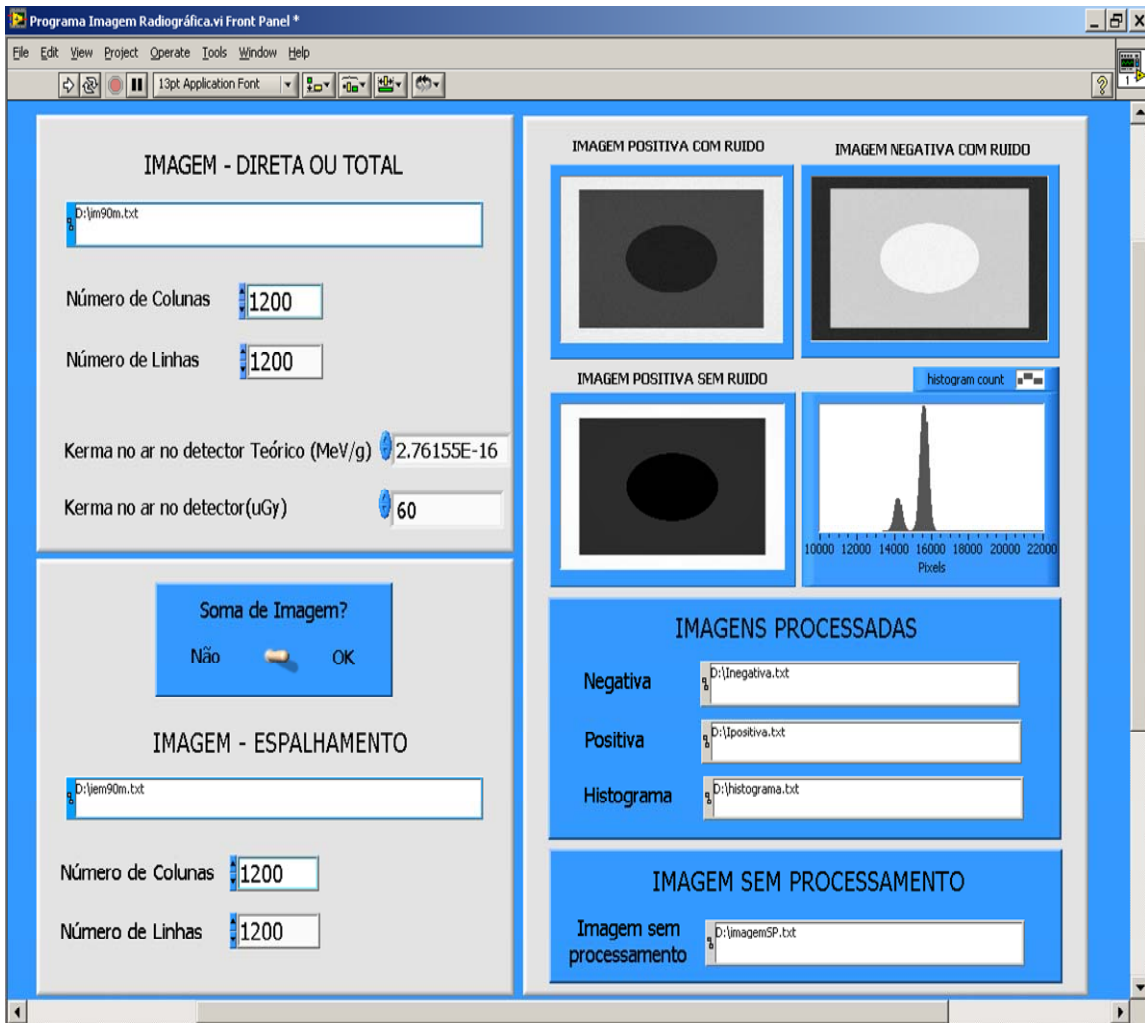 Programa Imagem Radiográfica.vi Front Panel *
File Edit View Project Operate Tools Window Help
13pt Application Font
1
IMAGEM - DIRETA OU TOTAL
D:\im90m.txt
Número de Colunas 1200
Número de Linhas 1200
Kerma no ar no detector Teórico (MeV/g) 2.76155E-16
Kerma no ar no detector(uGy) 60
Soma de Imagem?
Não OK
IMAGEM - ESPALHAMENTO
D:\iem90m.txt
Número de Colunas 1200
Número de Linhas 1200
IMAGEM POSITIVA COM RUIDO
IMAGEM NEGATIVA COM RUIDO
IMAGEM POSITIVA SEM RUIDO
histogram count
10000 12000 14000 16000 18000 20000 22000
Pixels
IMAGENS PROCESSADAS
Negativa D:\Inegativa.txt
Positiva D:\Ipositiva.txt
Histograma D:\histograma.txt
IMAGEM SEM PROCESSAMENTO
Imagem sem
processamento
D:\imagemSP.txt